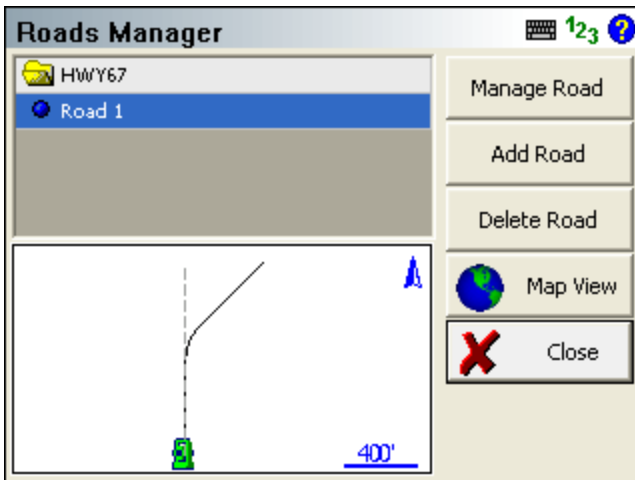 Roads Manager
123
?
HWY67
Road 1
Manage Road
Add Road
Delete Road
Map View
Close
400'